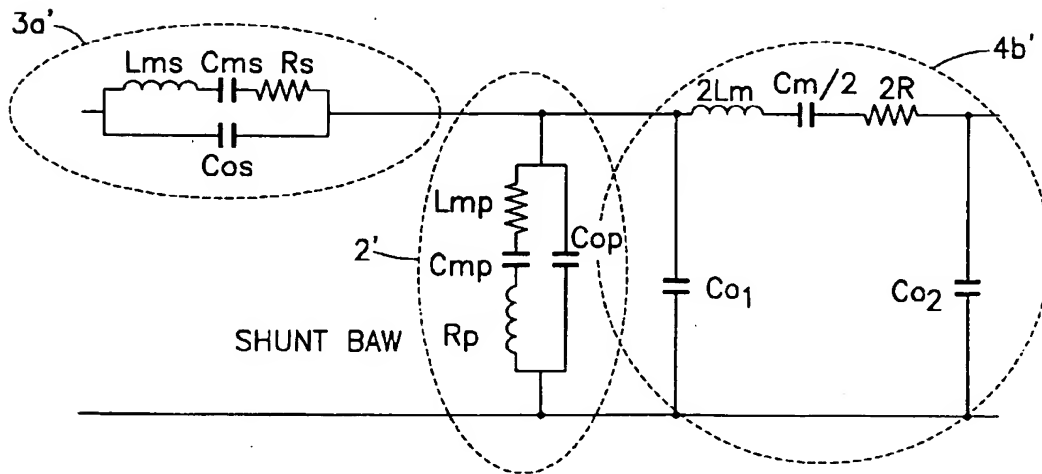 3a'
Lms Cms Rs
Cos
4b'
2Lm Cm/2 2R
Lmp
Cop
2'
Cmp
Co1
Co2
SHUNT BAW
Rp